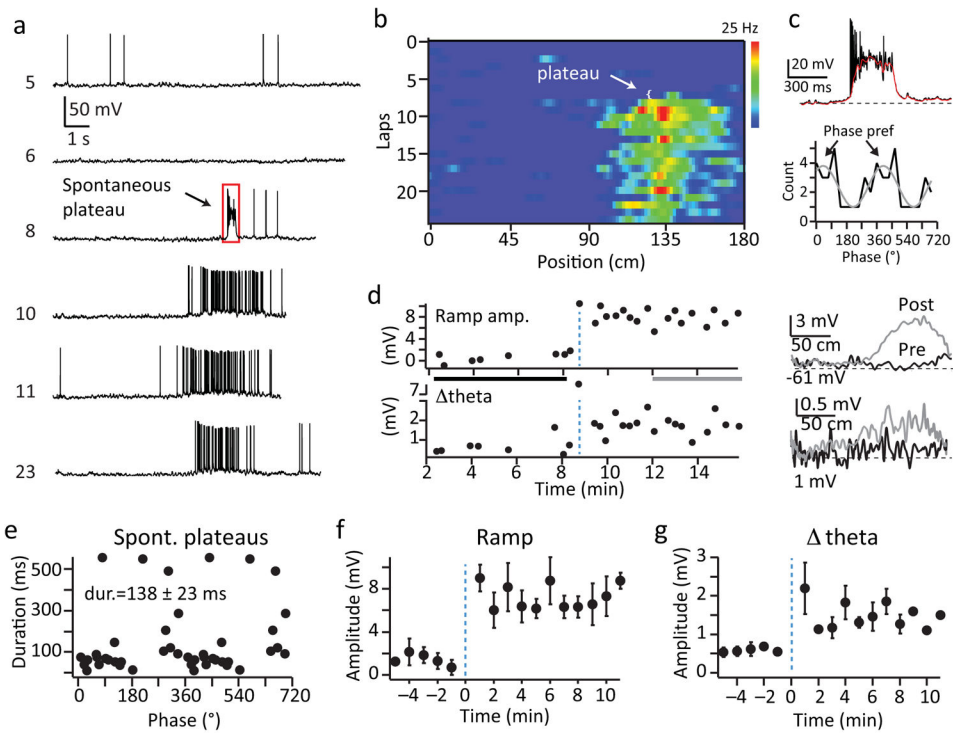 a
5
50 mV
1 s
6
Spontaneous
plateau
8
10
11
23
b
25 Hz
0
5
10
15
20
Laps
plateau
0 45 90 135 180
Position (cm)
c
20 mV
300 ms
Phase pref
4
2
0
Count
0 180 360 540 720
Phase (°)
d
8
4
0
(mV)
Ramp amp.
7
2
1
(mV)
Δtheta
2 4 6 8 10 12 14
Time (min)
3 mV
50 cm
Post
Pre
-61 mV
0.5 mV
50 cm
1 mV
e
Spont. plateaus
500
300
100
Duration (ms)
dur.=138 ± 23 ms
0 180 360 540 720
Phase (°)
f
Ramp
8
4
0
Amplitude (mV)
−4 −2 0 2 4 6 8 10
Time (min)
g
Δ theta
3
2
1
0
Amplitude (mV)
−4 −2 0 2 4 6 8 10
Time (min)